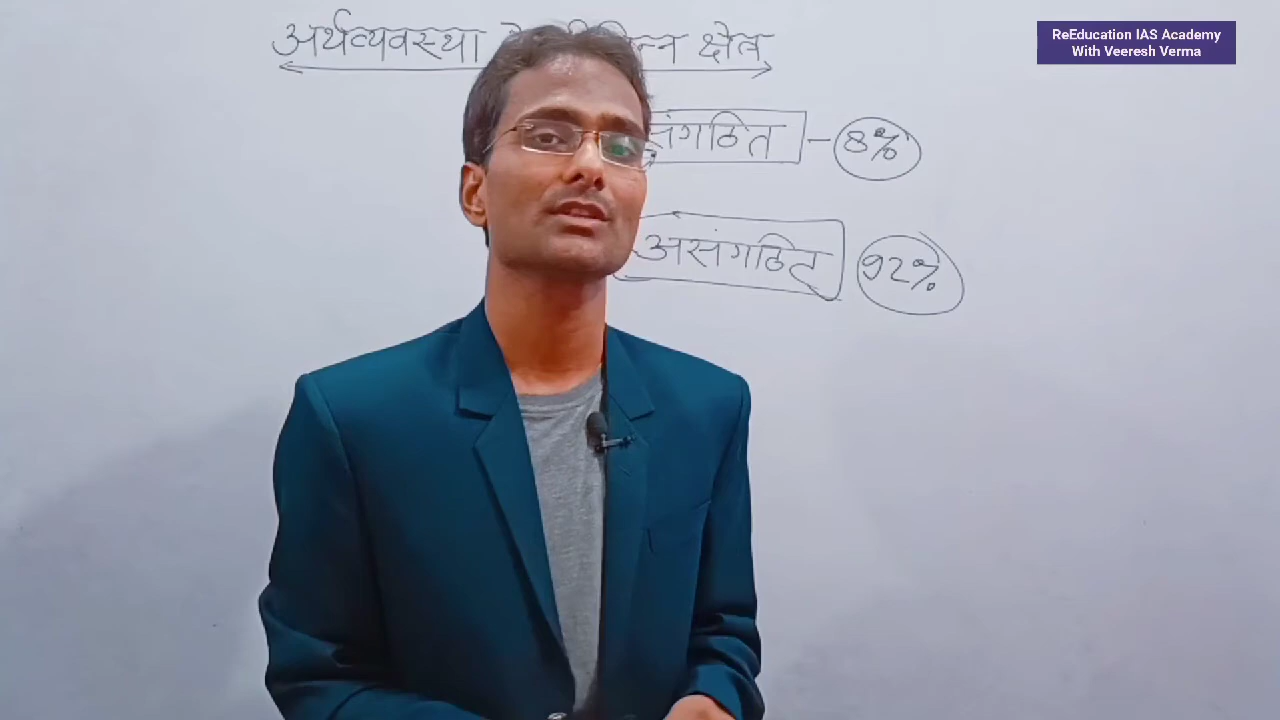 ReEducation IAS Academy
With Veeresh Verma
अर्थव्यवस्था क्षेत्र
संगठित - 8%
असंगठित 92%